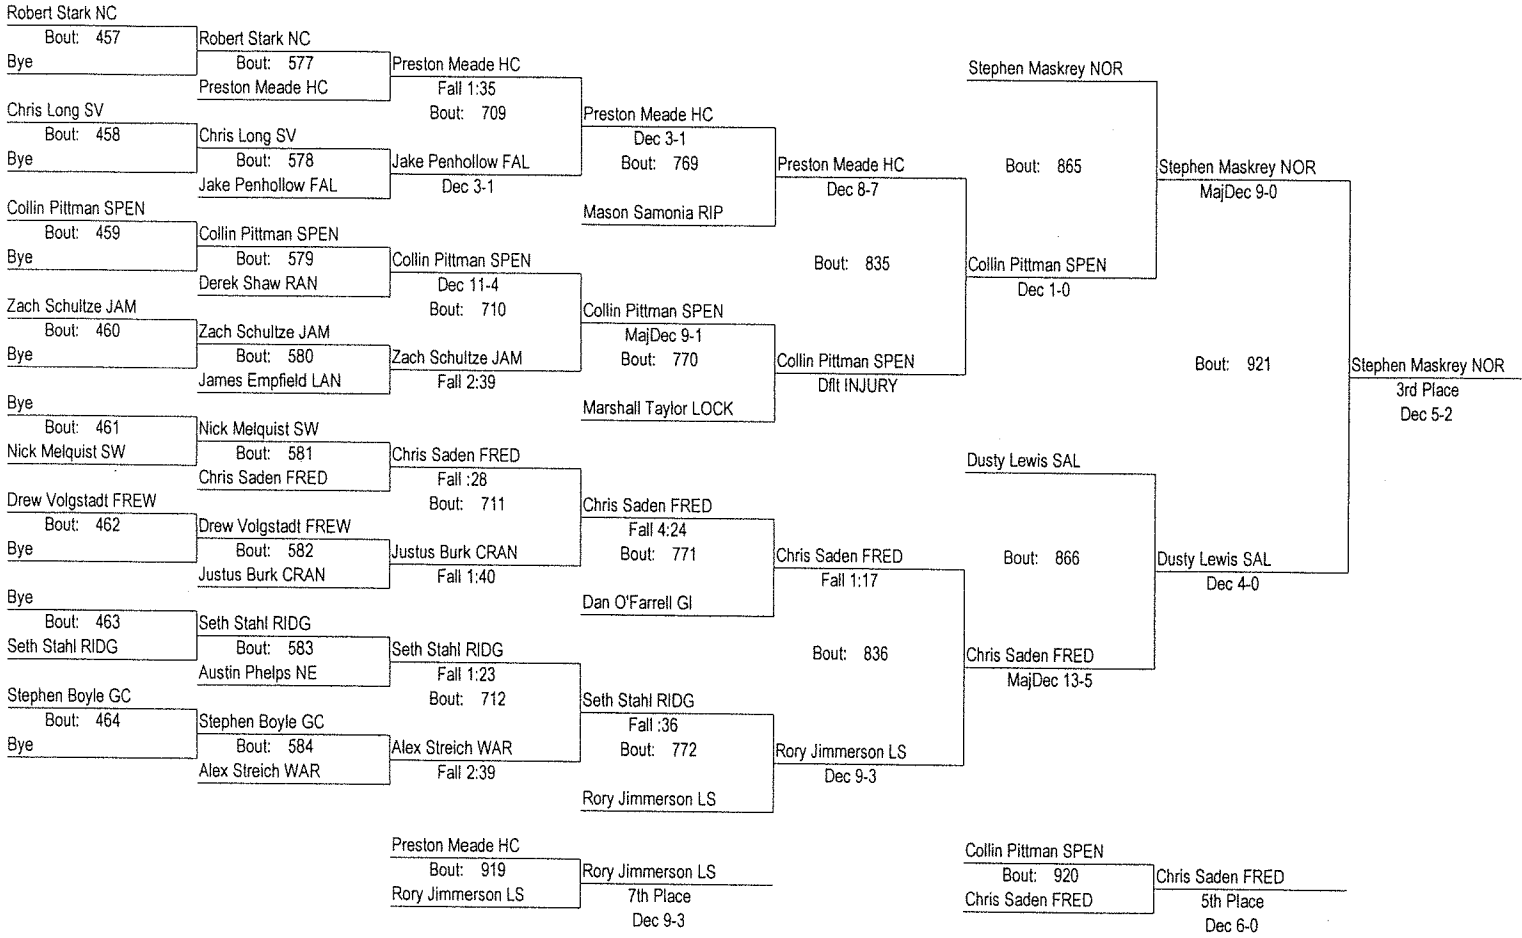 Robert Stark NC
Bout: 457
Bye
Chris Long SV
Bout: 458
Bye
Collin Pittman SPEN
Bout: 459
Bye
Zach Schultze JAM
Bout: 460
Bye
Bye
Bout: 461
Nick Melquist SW
Drew Volgstadt FREW
Bout: 462
Bye
Bye
Bout: 463
Seth Stahl RIDG
Stephen Boyle GC
Bout: 464
Bye
Robert Stark NC
Bout: 577
Preston Meade HC
Chris Long SV
Bout: 578
Jake Penhollow FAL
Collin Pittman SPEN
Bout: 579
Derek Shaw RAN
Zach Schultze JAM
Bout: 580
James Empfield LAN
Nick Melquist SW
Bout: 581
Chris Saden FRED
Drew Volgstadt FREW
Bout: 582
Justus Burk CRAN
Seth Stahl RIDG
Bout: 583
Austin Phelps NE
Stephen Boyle GC
Bout: 584
Alex Streich WAR
Preston Meade HC
Fall 1:35
Bout: 709
Jake Penhollow FAL
Dec 3-1
Collin Pittman SPEN
Dec 11-4
Bout: 710
Zach Schultze JAM
Fall 2:39
Chris Saden FRED
Fall :28
Bout: 711
Justus Burk CRAN
Fall 1:40
Seth Stahl RIDG
Fall 1:23
Bout: 712
Alex Streich WAR
Fall 2:39
Preston Meade HC
Dec 3-1
Bout: 769
Mason Samonia RIP
Collin Pittman SPEN
MajDec 9-1
Bout: 770
Marshall Taylor LOCK
Chris Saden FRED
Fall 4:24
Bout: 771
Dan O'Farrell GI
Seth Stahl RIDG
Fall :36
Bout: 772
Rory Jimmerson LS
Preston Meade HC
Dec 8-7
Bout: 835
Collin Pittman SPEN
Dflt INJURY
Chris Saden FRED
Fall 1:17
Bout: 836
Rory Jimmerson LS
Dec 9-3
Stephen Maskrey NOR
Bout: 865
Collin Pittman SPEN
Dec 1-0
Dusty Lewis SAL
Bout: 866
Chris Saden FRED
MajDec 13-5
Stephen Maskrey NOR
MajDec 9-0
Bout: 921
Dusty Lewis SAL
Dec 4-0
Stephen Maskrey NOR
3rd Place
Dec 5-2
Preston Meade HC
Bout: 919
Rory Jimmerson LS
Rory Jimmerson LS
7th Place
Dec 9-3
Collin Pittman SPEN
Bout: 920
Chris Saden FRED
Chris Saden FRED
5th Place
Dec 6-0